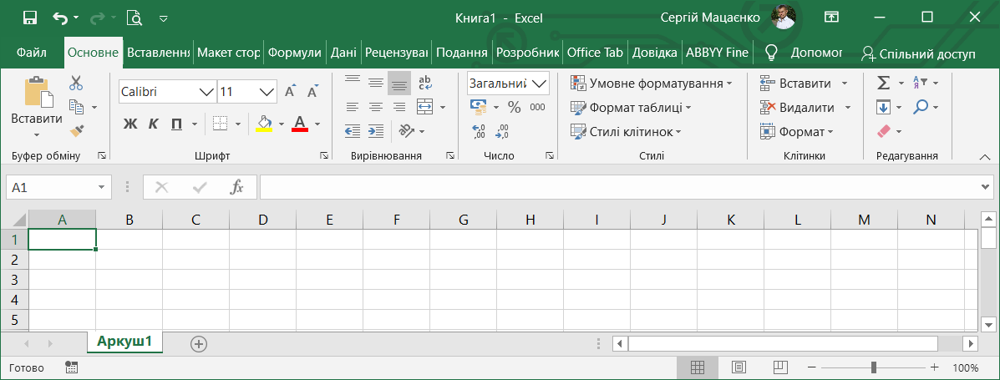 Книга1 - Excel
Сергій Мацаєнко
Файл Основне Вставлення Макет стор Формули Дані Рецензуваі Подання Розробник Office Tab Довідка ABBYY Fine Допомог Спільний доступ
Вставити
Буфер обміну
Calibri 11
Ж К П А
Шрифт
ab
Вирівнювання
Загальний
% 000
Число
Умовне форматування
Формат таблиці
Стилі клітинок
Стилі
Вставити
Видалити
Формат
Клітинки
Σ
Редагування
A1 fx
A B C D E F G H I J K L M N
1
2
3
4
5
Аркуш1
Готово 100%